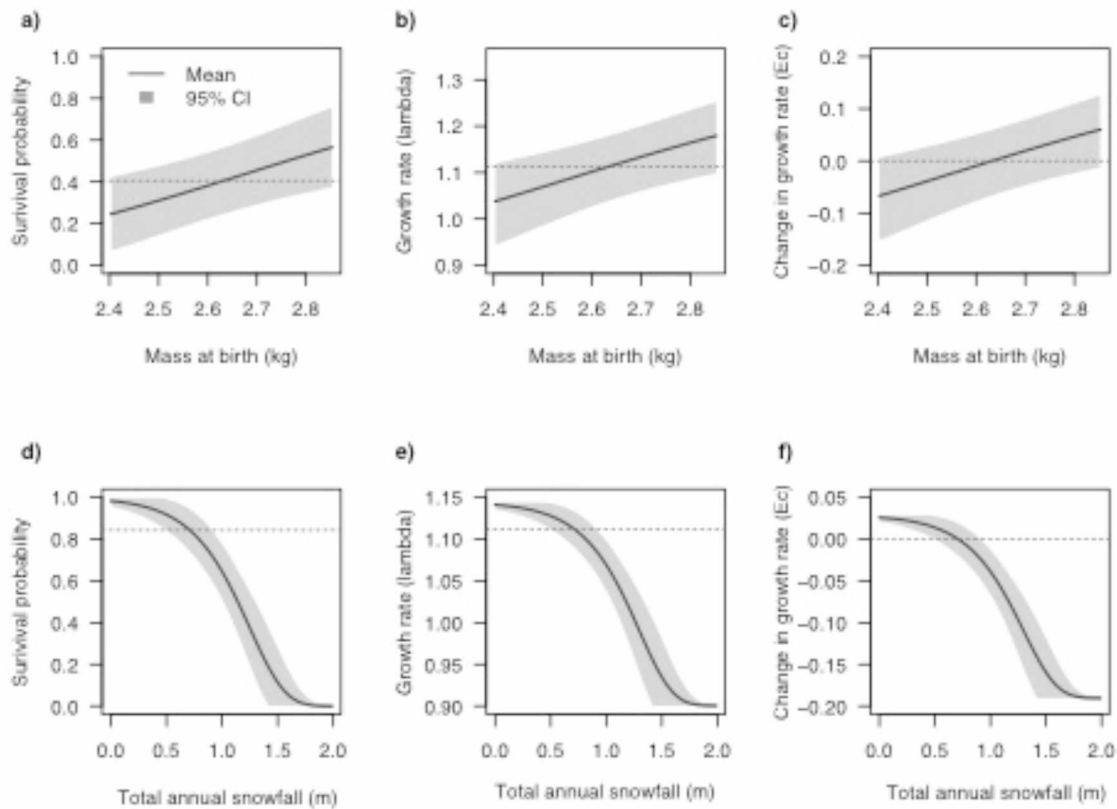 a)
b)
c)
Surivival probability
1.0
0.8
0.6
0.4
0.2
0.0
Mean
95% CI
2.4 2.5 2.6 2.7 2.8
Mass at birth (kg)
Growth rate (lambda)
1.3
1.2
1.1
1.0
0.9
2.4 2.5 2.6 2.7 2.8
Mass at birth (kg)
Change in growth rate (Ec)
0.2
0.1
0.0
−0.1
−0.2
2.4 2.5 2.6 2.7 2.8
Mass at birth (kg)
d)
e)
f)
Surivival probability
1.0
0.8
0.6
0.4
0.2
0.0
0.0 0.5 1.0 1.5 2.0
Total annual snowfall (m)
Growth rate (lambda)
1.15
1.10
1.05
1.00
0.95
0.90
0.0 0.5 1.0 1.5 2.0
Total annual snowfall (m)
Change in growth rate (Ec)
0.05
0.00
−0.05
−0.10
−0.15
−0.20
0.0 0.5 1.0 1.5 2.0
Total annual snowfall (m)